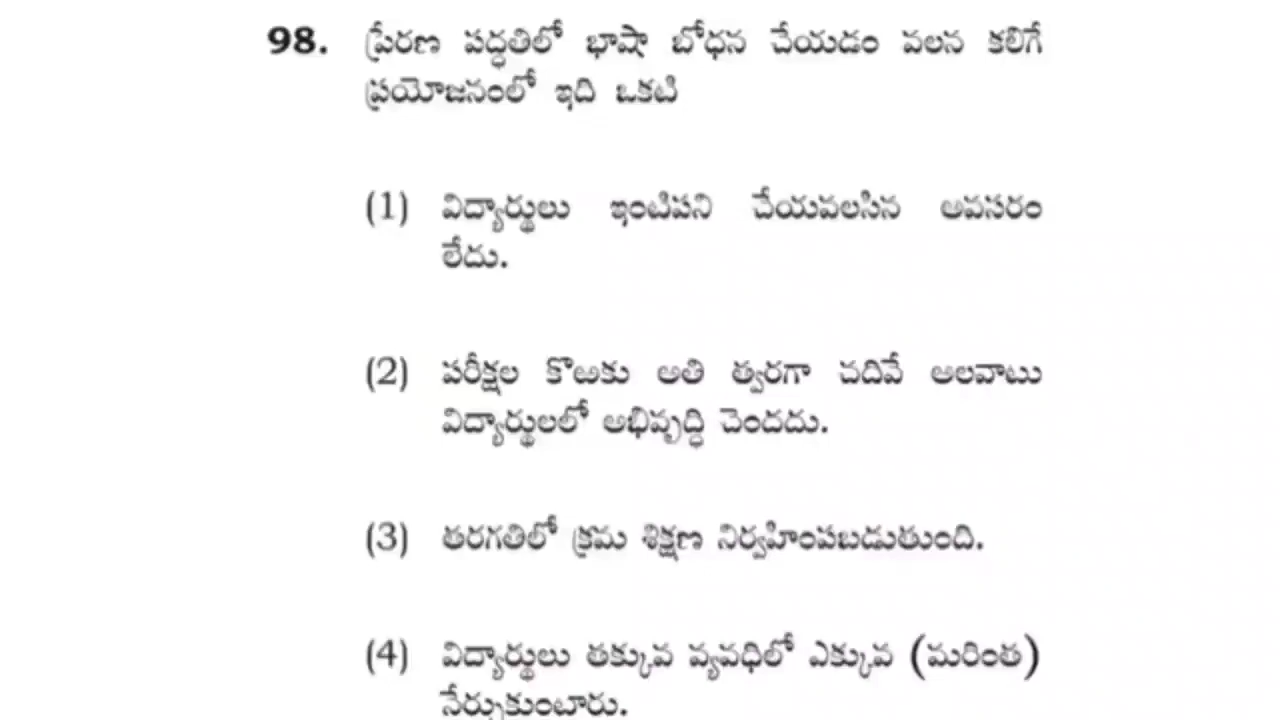 98. ప్రేరణ పద్ధతిలో భాషా బోధన చేయడం వలన కలిగే
ప్రయోజనంలో ఇది ఒకటి
(1) విద్యార్థులు ఇంటిపని చేయవలసిన అవసరం
లేదు.
(2) పరీక్షల కొఱకు అతి త్వరగా చదివే అలవాటు
విద్యార్థులలో అభివృద్ధి చెందదు.
(3) తరగతిలో క్రమ శిక్షణ నిర్వహింపబడుతుంది.
(4) విద్యార్థులు తక్కువ వ్యవధిలో ఎక్కువ (మరింత)
నేర్చుకుంటారు.